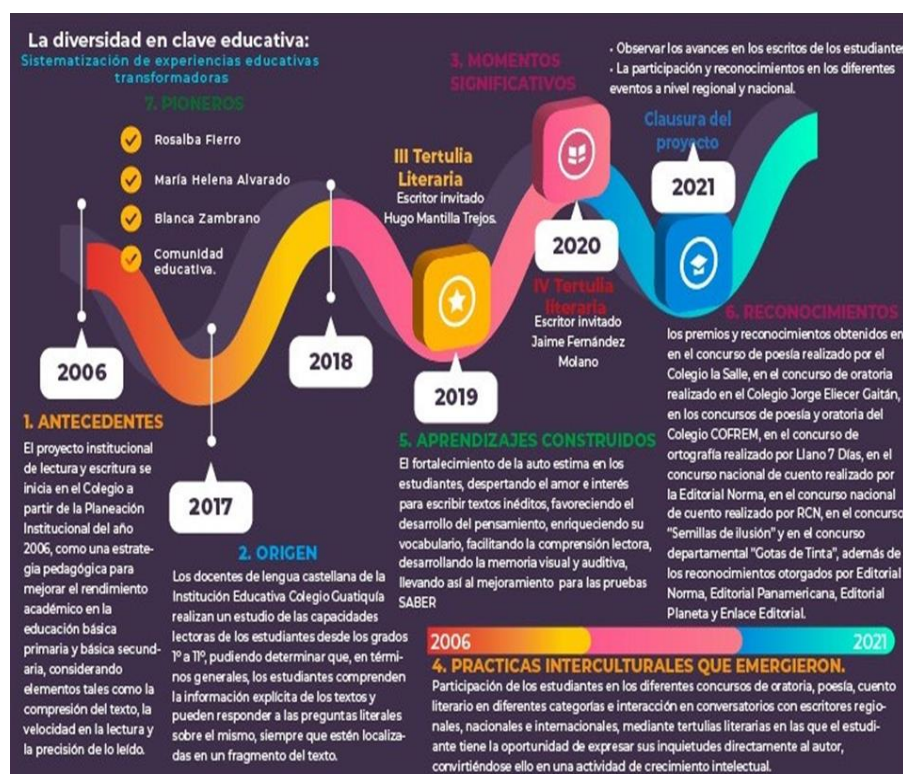 La diversidad en clave educativa:
Sistematización de experiencias educativas
transformadoras
7. PIONEROS
Rosalba Fierro
María Helena Alvarado
Blanca Zambrano
Comunidad
educativa.
3. MOMENTOS
SIGNIFICATIVOS
• Observar los avances en los escritos de los estudiantes
• La participación y reconocimientos en los diferentes
eventos a nivel regional y nacional.
III Tertulia
Literaria
Escritor invitado
Hugo Mantilla Trejos.
Clausura del
proyecto
2021
2020
IV Tertulia
literaria
Escritor invitado
Jaime Fernández
Molano
2006
2018
2019
2017
1. ANTECEDENTES
El proyecto institucional
de lectura y escritura se
inicia en el Colegio a
partir de la Planeación
Institucional del año
2006, como una estrate-
gia pedagógica para
mejorar el rendimiento
académico en la
educación básica
primaria y básica secund-
aria, considerando
elementos tales como la
compresión del texto, la
velocidad en la lectura y
la precisión de lo leído.
2. ORIGEN
Los docentes de lengua castellana de la
Institución Educativa Colegio Guatiquía
realizan un estudio de las capacidades
lectoras de los estudiantes desde los grados
1º a 11º, pudiendo determinar que, en térmi-
nos generales, los estudiantes comprenden
la información explícita de los textos y
pueden responder a las preguntas literales
sobre el mismo, siempre que estén localiza-
das en un fragmento del texto.
5. APRENDIZAJES CONSTRUIDOS
El fortalecimiento de la auto estima en los
estudiantes, despertando el amor e interés
para escribir textos inéditos, favoreciendo el
desarrollo del pensamiento, enriqueciendo su
vocabulario, facilitando la comprensión lectora,
desarrollando la memoria visual y auditiva,
llevando así al mejoramiento para las pruebas
SABER
6. RECONOCIMIENTOS
los premios y reconocimientos obtenidos en
en el concurso de poesía realizado por el
Colegio la Salle, en el concurso de oratoria
realizado en el Colegio Jorge Eliecer Gaitán,
en los concursos de poesía y oratoria del
Colegio COFREM, en el concurso de
ortografía realizado por Llano 7 Días, en el
concurso nacional de cuento realizado por
la Editorial Norma, en el concurso nacional
de cuento realizado por RCN, en el concurso
"Semillas de ilusión" y en el concurso
departamental "Gotas de Tinta", además de
los reconocimientos otorgados por Editorial
Norma, Editorial Panamericana, Editorial
Planeta y Enlace Editorial.
2006
2021
4. PRACTICAS INTERCULTURALES QUE EMERGIERON.
Participación de los estudiantes en los diferentes concursos de oratoria, poesía, cuento
literario en diferentes categorías e interacción en conversatorios con escritores regio-
nales, nacionales e internacionales, mediante tertulias literarias en las que el estudi-
ante tiene la oportunidad de expresar sus inquietudes directamente al autor,
convirtiéndose ello en una actividad de crecimiento intelectual.